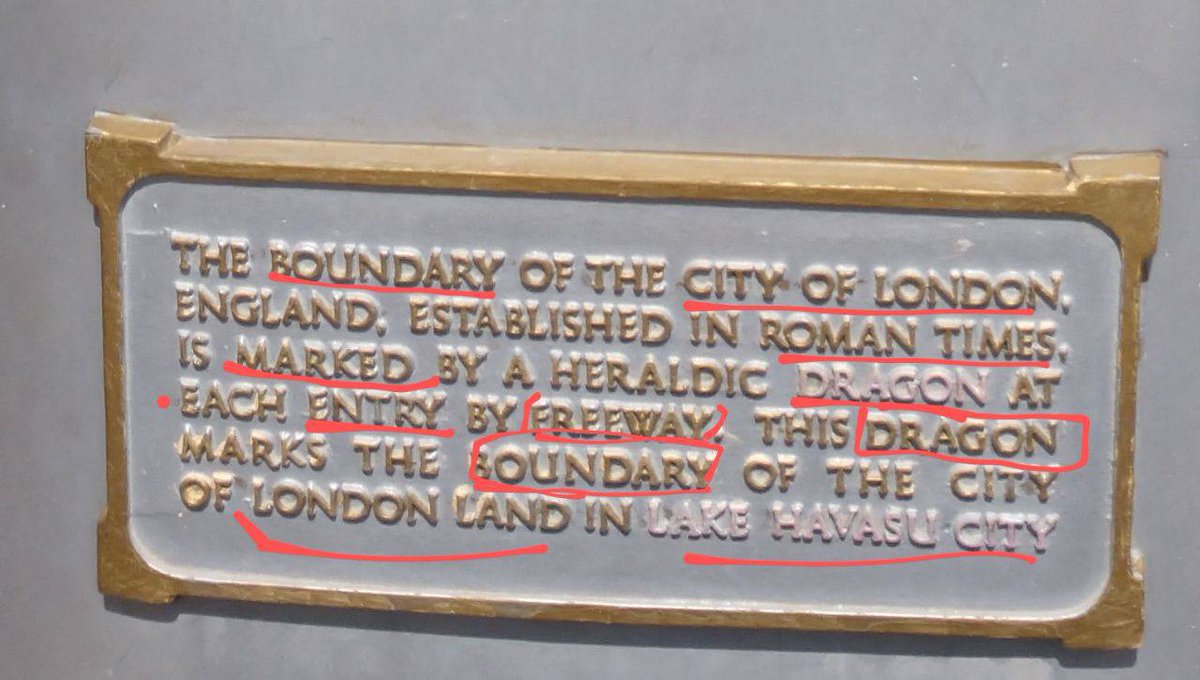 THE BOUNDARY OF THE CITY OF LONDON,
ENGLAND, ESTABLISHED IN ROMAN TIMES,
IS MARKED BY A HERALDIC DRAGON AT
EACH ENTRY BY FREEWAY. THIS DRAGON
MARKS THE BOUNDARY OF THE CITY
OF LONDON LAND IN LAKE HAVASU CITY